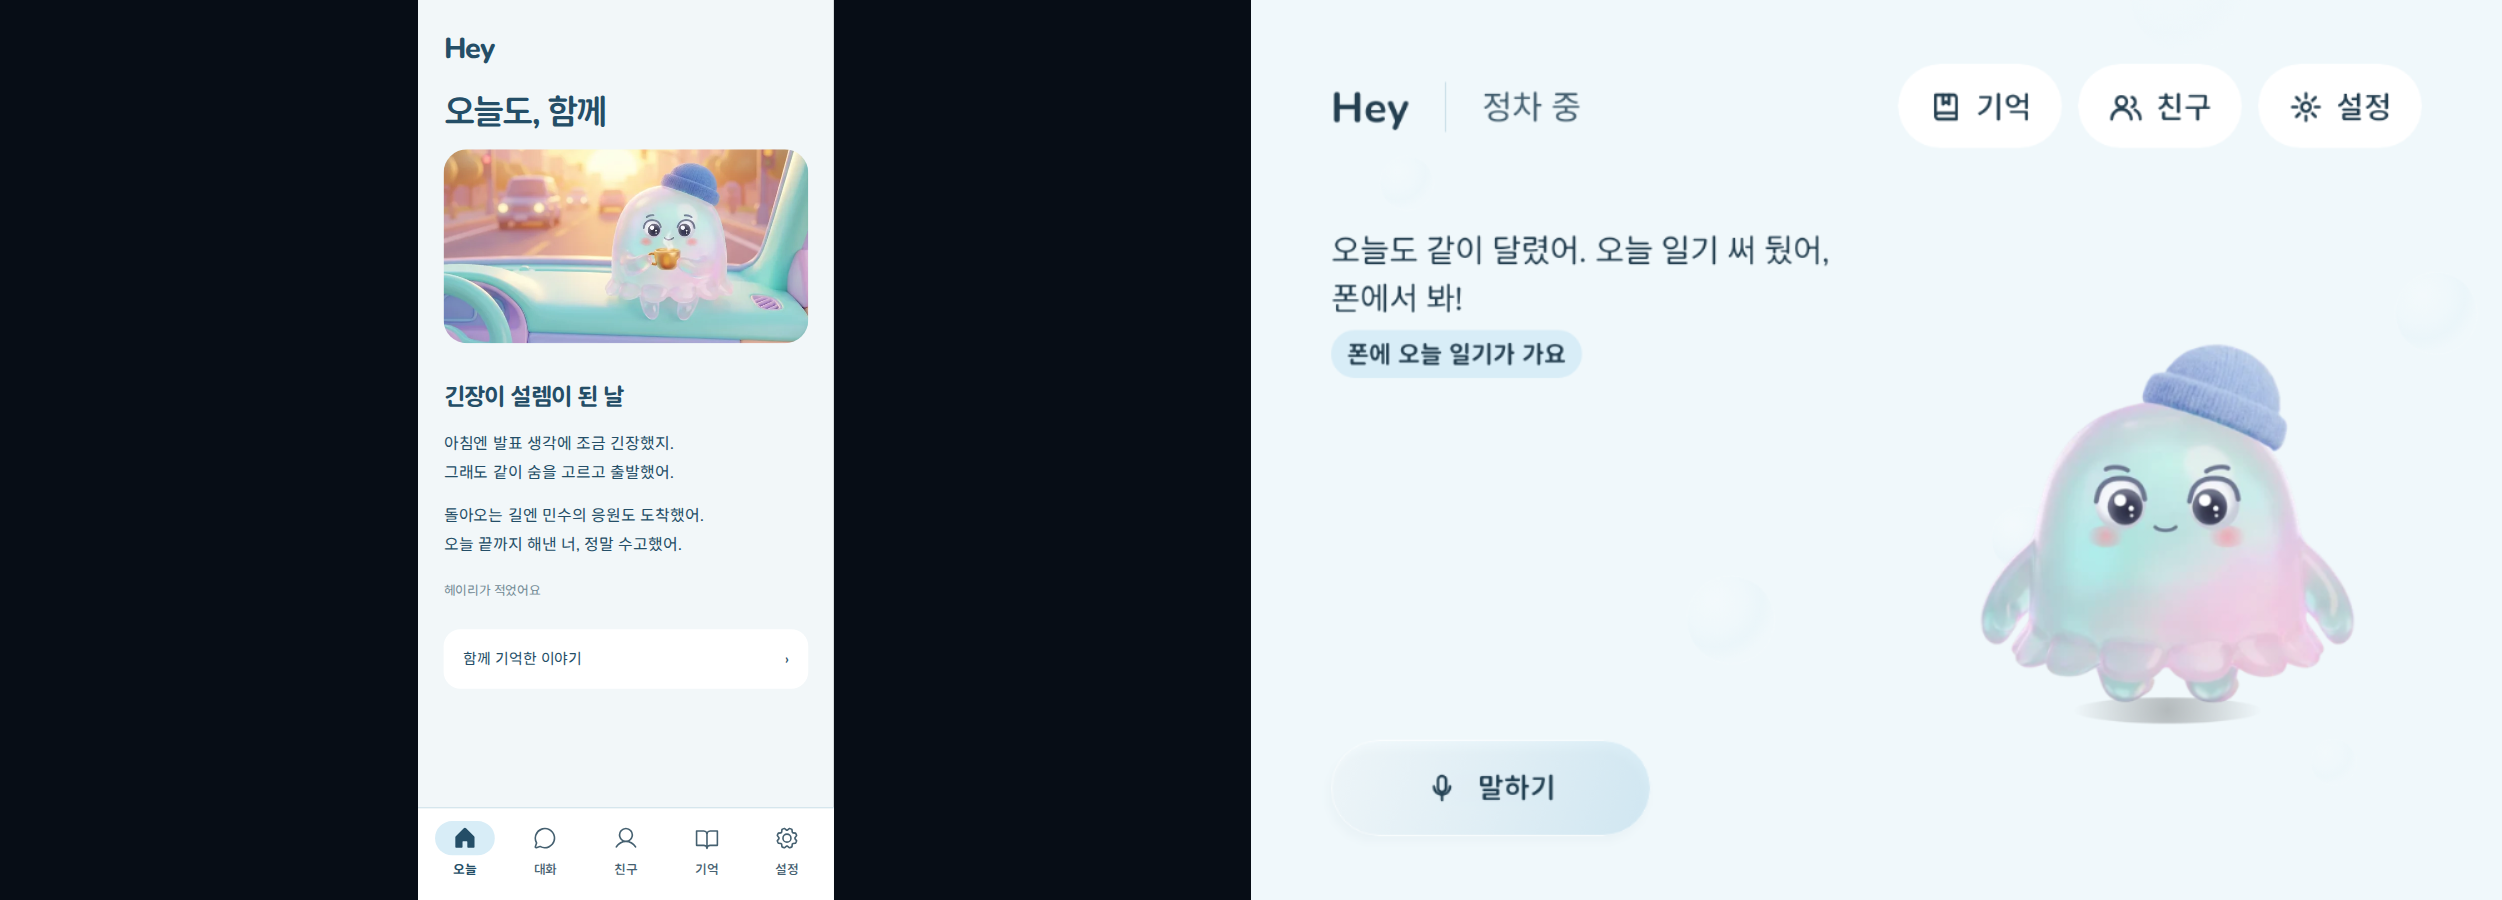 Hey
오늘도, 함께
긴장이 설렘이 된 날
아침엔 발표 생각에 조금 긴장했지.
그래도 같이 숨을 고르고 출발했어.
돌아오는 길엔 민수의 응원도 도착했어.
오늘 끝까지 해낸 너, 정말 수고했어.
헤이리가 적었어요
함께 기억한 이야기 ›
오늘 대화 친구 기억 설정
Hey 정차 중 기억 친구 설정
오늘도 같이 달렸어. 오늘 일기 써 뒀어,
폰에서 봐!
폰에 오늘 일기가 가요
말하기